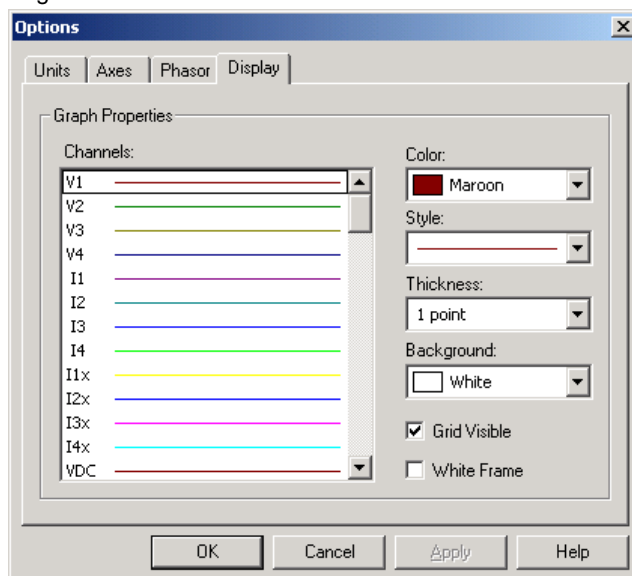 Options
Units Axes Phasor Display
Graph Properties
Channels:
V1
V2
V3
V4
I1
I2
I3
I4
I1x
I2x
I3x
I4x
VDC
Color:
Maroon
Style:
Thickness:
1 point
Background:
White
Grid Visible
White Frame
OK Cancel Apply Help